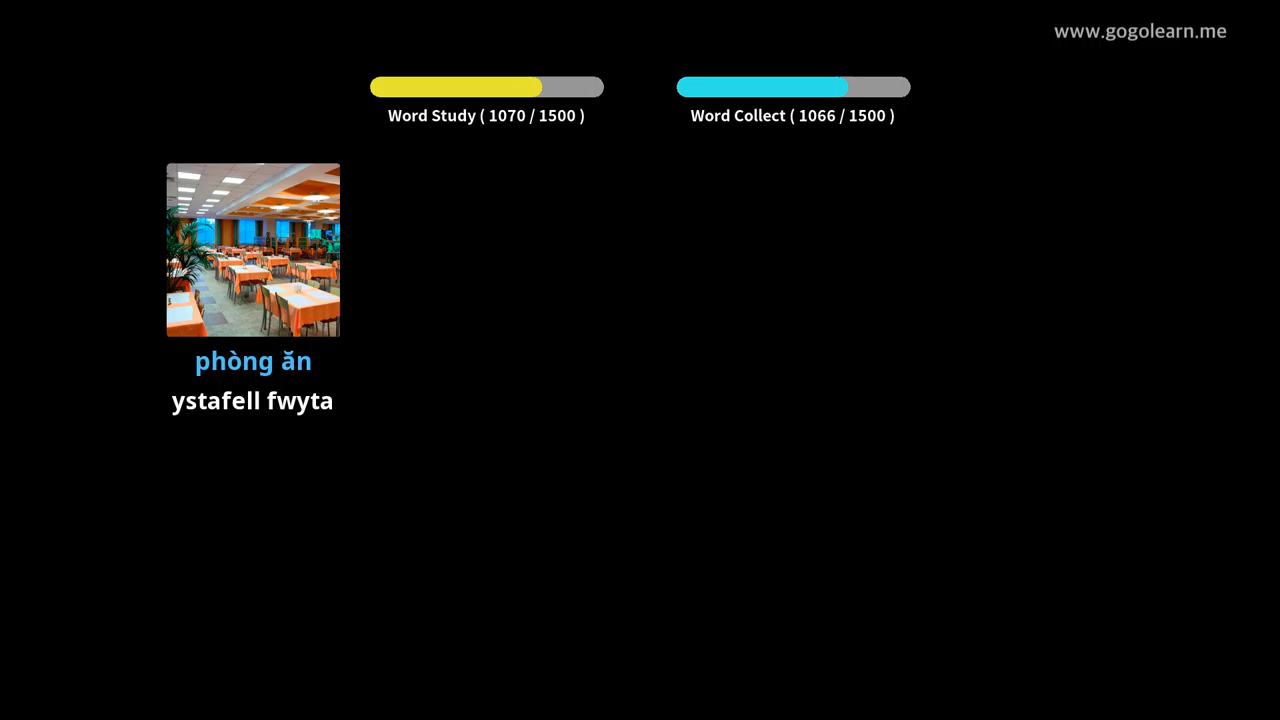 www.gogolearn.me
Word Study ( 1070 / 1500 )
Word Collect ( 1066 / 1500 )
phòng ăn
ystafell fwyta